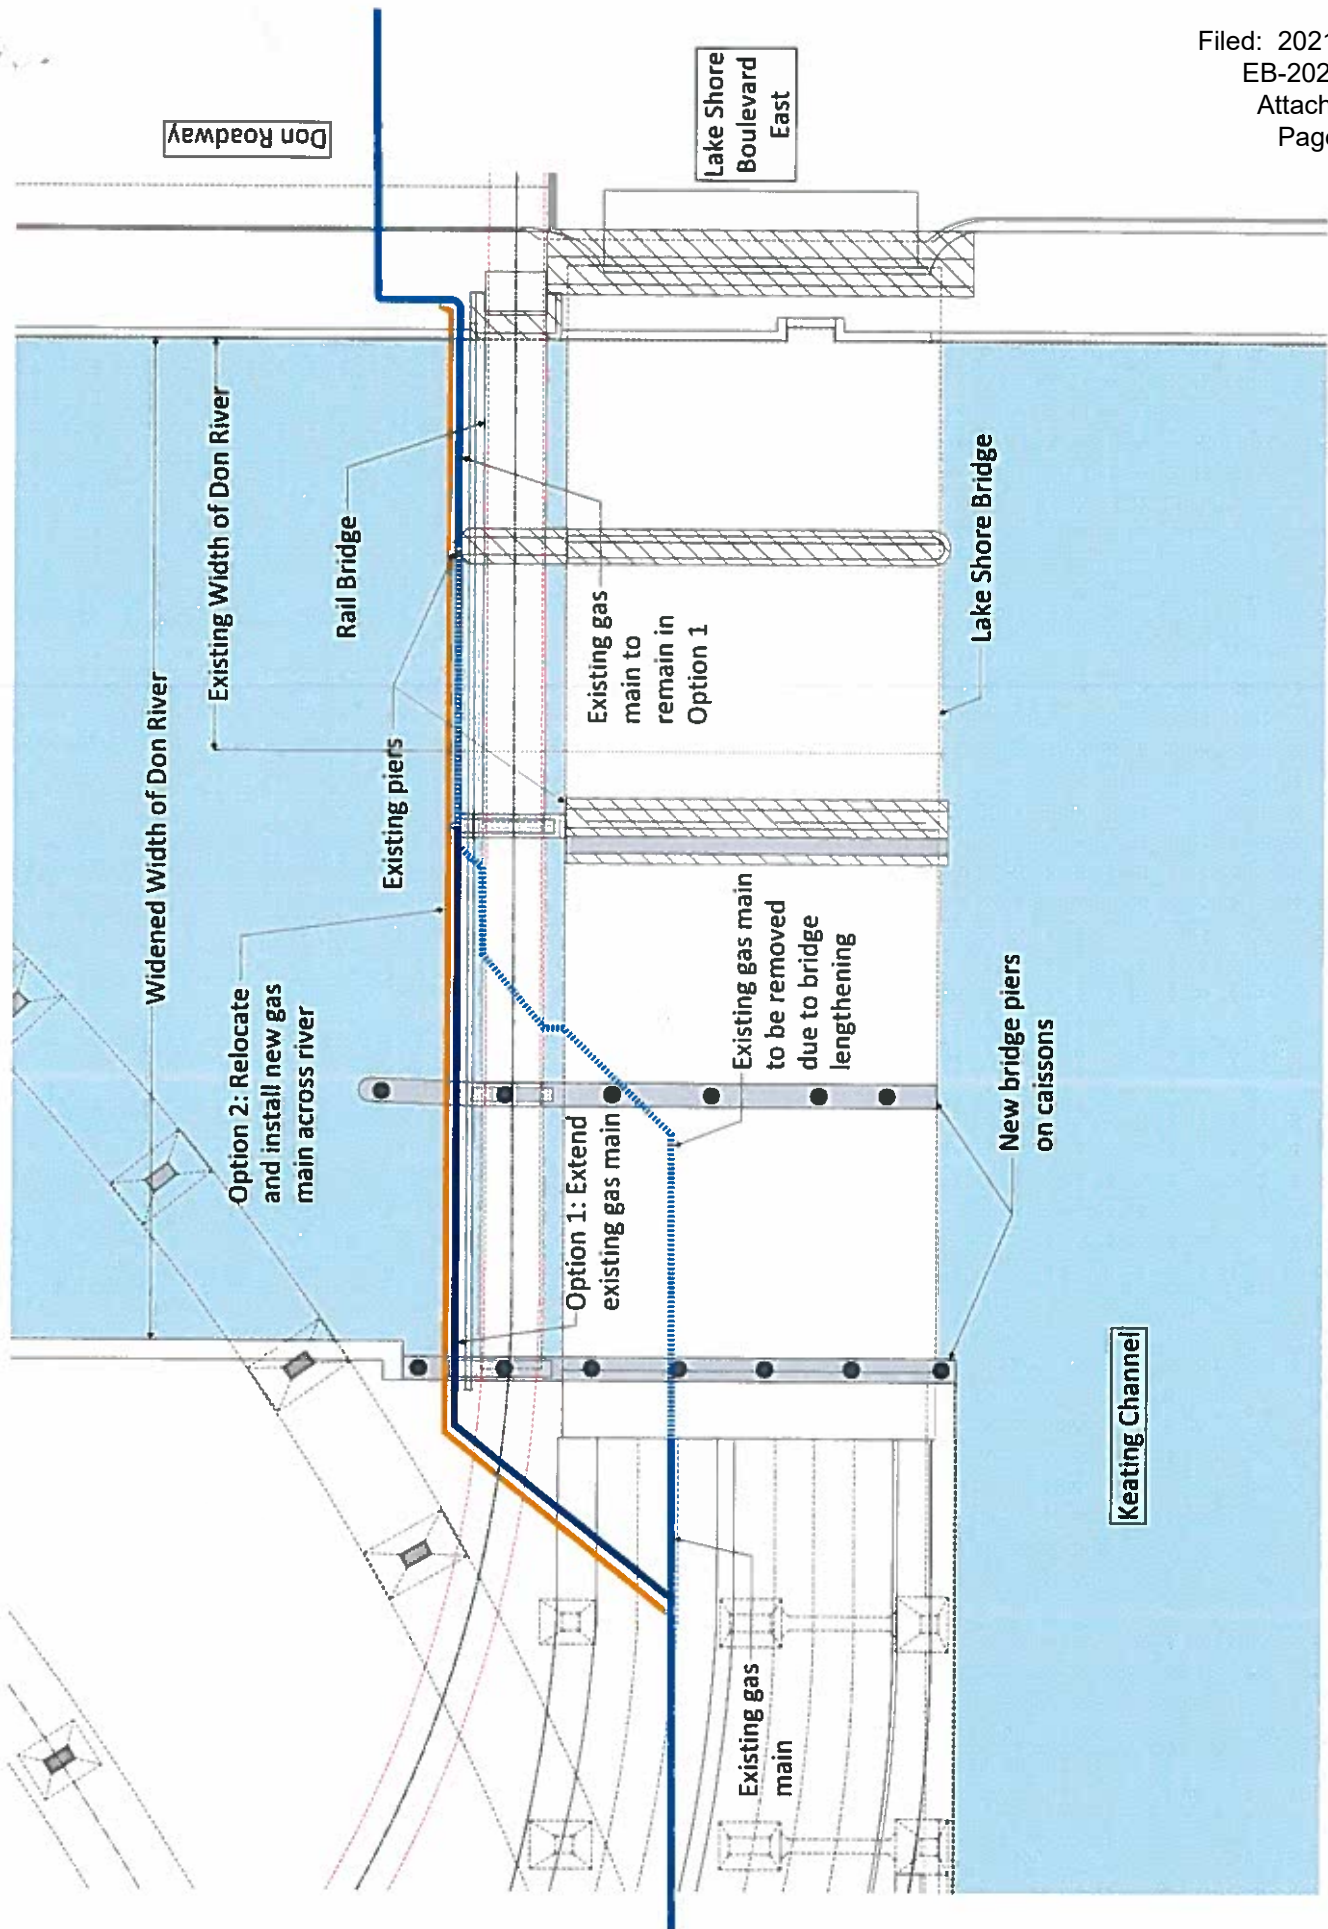 Filed: 2021
EB-202
Attach
Page
Don Roadway
Lake Shore
Boulevard
East
Widened Width of Don River
Existing Width of Don River
Rail Bridge
Existing piers
Option 2: Relocate
and install new gas
main across river
Existing gas
main to
remain in
Option 1
Lake Shore Bridge
Existing gas main
to be removed
due to bridge
lengthening
Option 1: Extend
existing gas main
New bridge piers
on caissons
Existing gas
main
Keating Channel